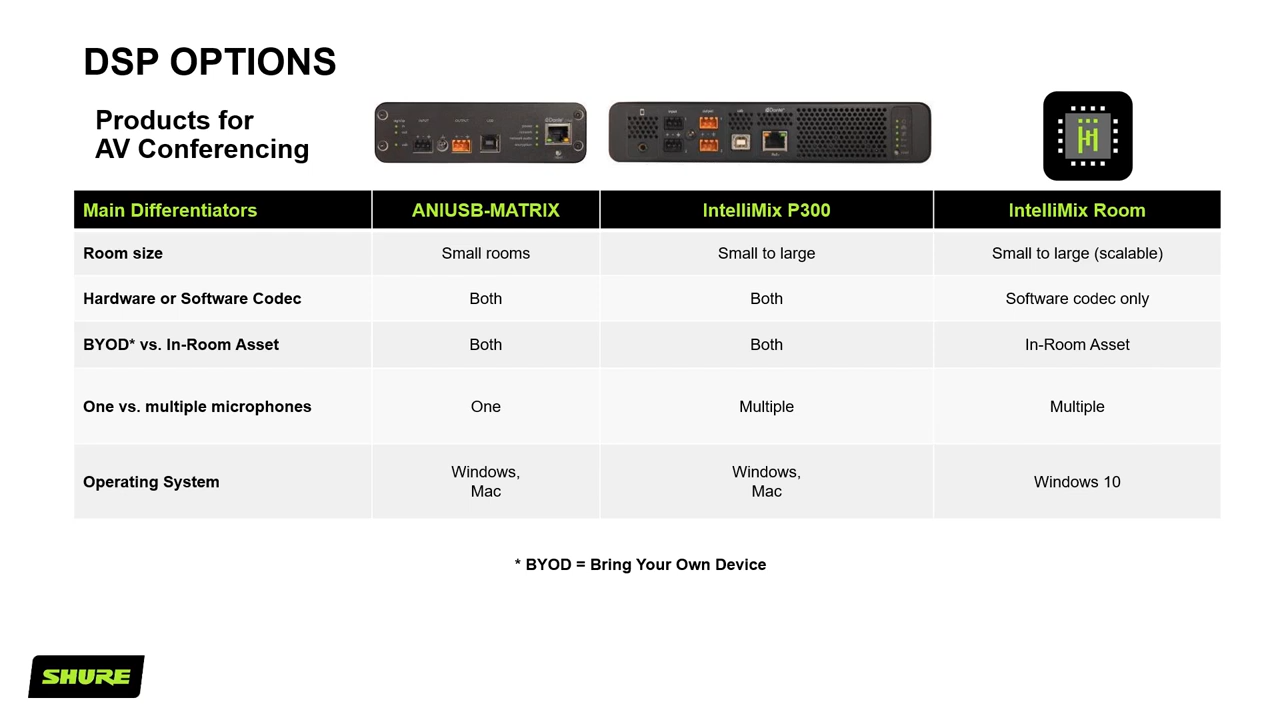 DSP OPTIONS
Products for
AV Conferencing
Main Differentiators
ANIUSB-MATRIX
IntelliMix P300
IntelliMix Room
Room size
Small rooms
Small to large
Small to large (scalable)
Hardware or Software Codec
Both
Both
Software codec only
BYOD* vs. In-Room Asset
Both
Both
In-Room Asset
One vs. multiple microphones
One
Multiple
Multiple
Operating System
Windows,
Mac
Windows,
Mac
Windows 10
* BYOD = Bring Your Own Device
SHURE